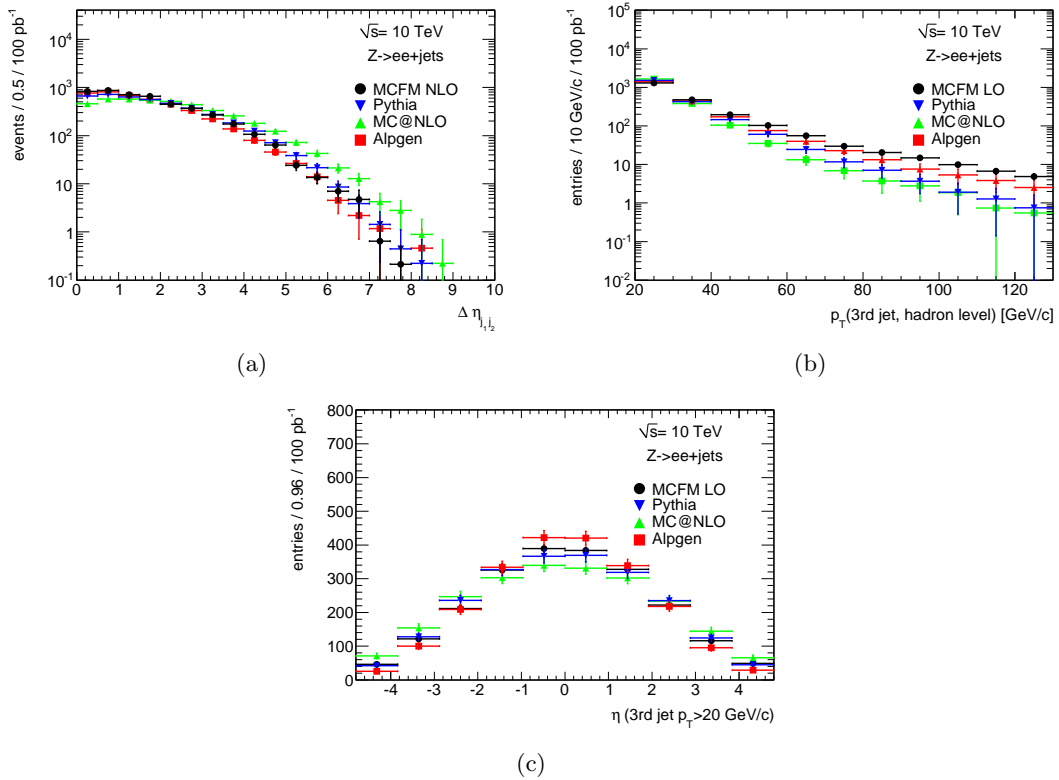 events / 0.5 / 100 pb⁻¹
10⁴
10³
10²
10
1
10⁻¹
0 1 2 3 4 5 6 7 8 9 10
Δ η_{j₁j₂}
√s= 10 TeV
Z->ee+jets
MCFM NLO
Pythia
MC@NLO
Alpgen
(a)
entries / 10 GeV/c / 100 pb⁻¹
10⁵
10⁴
10³
10²
10
1
10⁻¹
10⁻²
20 40 60 80 100 120
p_T(3rd jet, hadron level) [GeV/c]
√s= 10 TeV
Z->ee+jets
MCFM LO
Pythia
MC@NLO
Alpgen
(b)
entries / 0.96 / 100 pb⁻¹
800
700
600
500
400
300
200
100
0
-4 -3 -2 -1 0 1 2 3 4
η (3rd jet p_T>20 GeV/c)
√s= 10 TeV
Z->ee+jets
MCFM LO
Pythia
MC@NLO
Alpgen
(c)